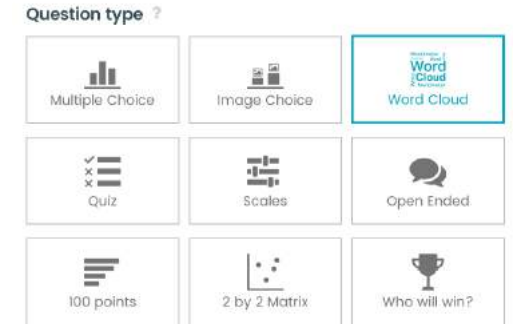 Question type ?
Multiple Choice
Image Choice
Word
Cloud
Word Cloud
Quiz
Scales
Open Ended
100 points
2 by 2 Matrix
Who will win?